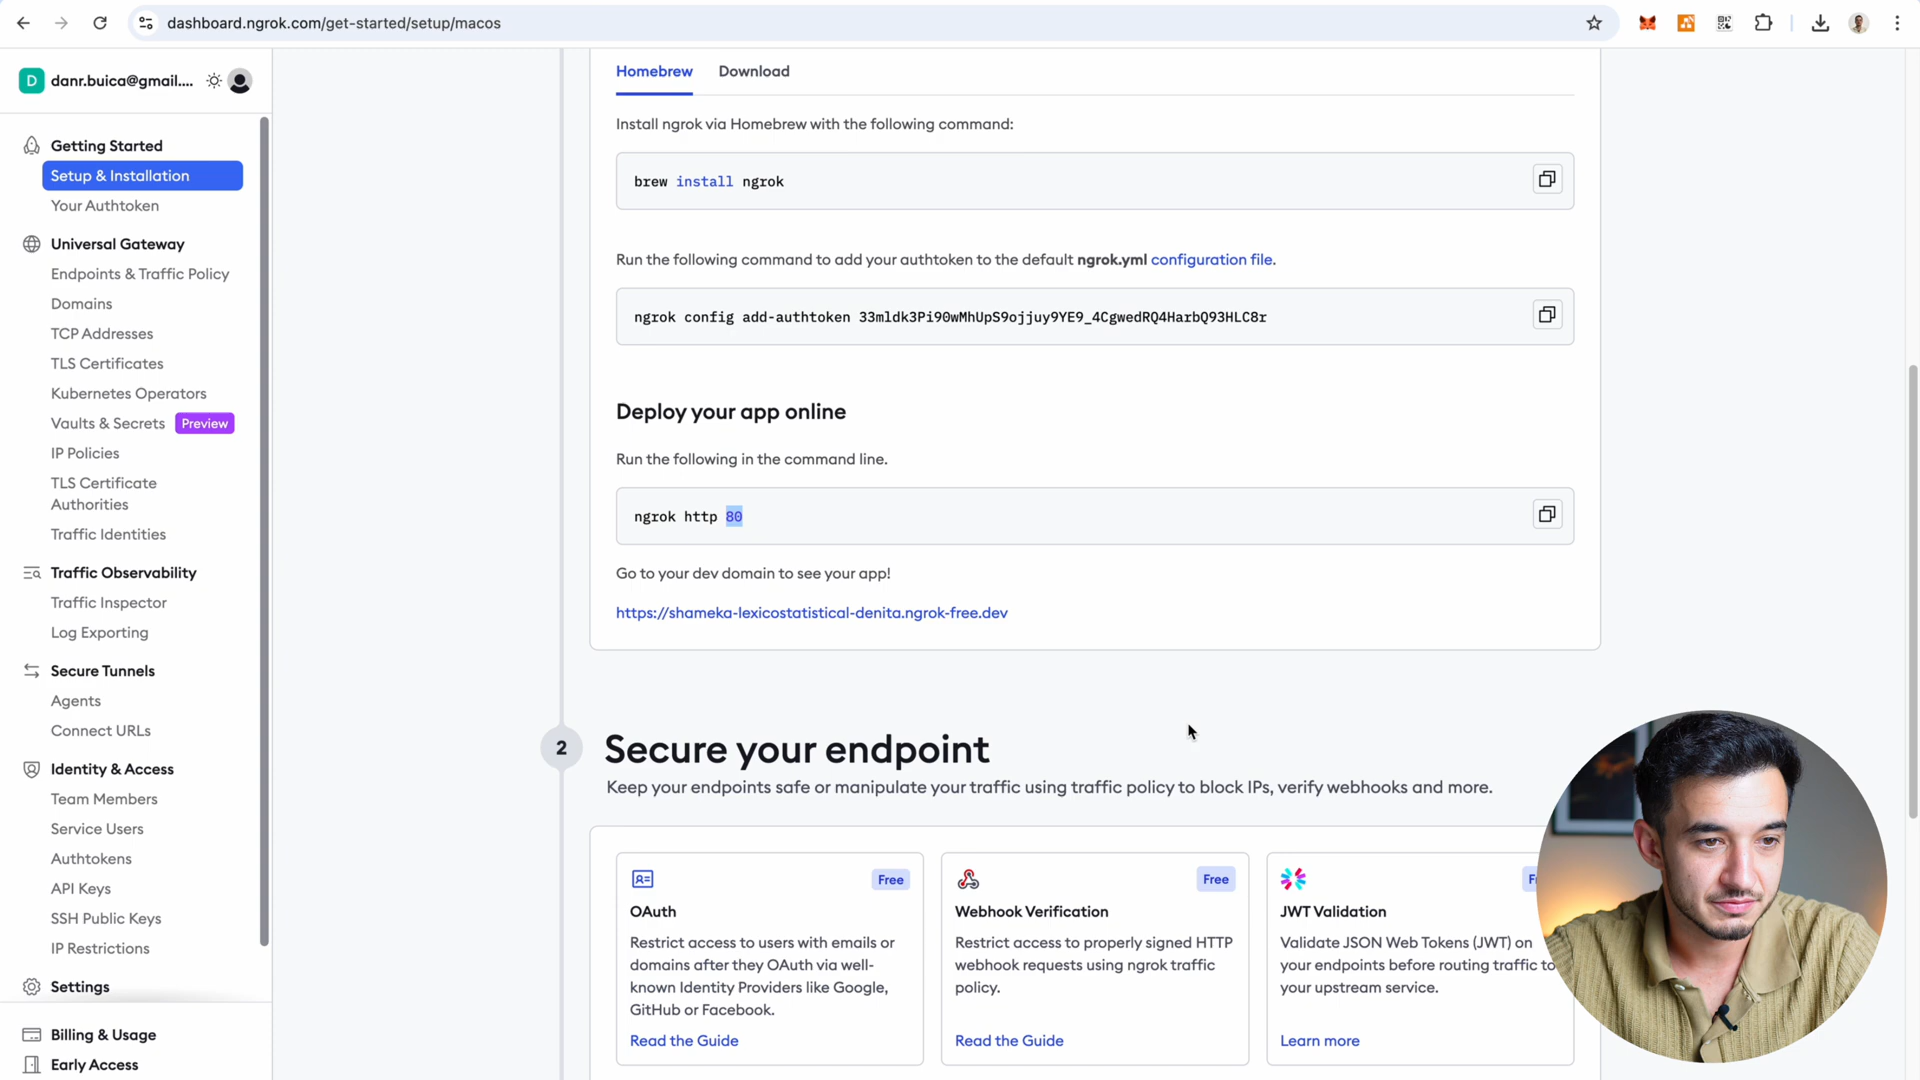 dashboard.ngrok.com/get-started/setup/macos
D danr.buica@gmail....
Getting Started
Setup & Installation
Your Authtoken
Universal Gateway
Endpoints & Traffic Policy
Domains
TCP Addresses
TLS Certificates
Kubernetes Operators
Vaults & Secrets Preview
IP Policies
TLS Certificate
Authorities
Traffic Identities
Traffic Observability
Traffic Inspector
Log Exporting
Secure Tunnels
Agents
Connect URLs
Identity & Access
Team Members
Service Users
Authtokens
API Keys
SSH Public Keys
IP Restrictions
Settings
Billing & Usage
Early Access
Homebrew Download
Install ngrok via Homebrew with the following command:
brew install ngrok
Run the following command to add your authtoken to the default ngrok.yml configuration file.
ngrok config add-authtoken 33mldk3Pi90wMhUpS9ojjuy9YE9_4CgwedRQ4HarbQ93HLC8r
Deploy your app online
Run the following in the command line.
ngrok http 80
Go to your dev domain to see your app!
https://shameka-lexicostatistical-denita.ngrok-free.dev
2 Secure your endpoint
Keep your endpoints safe or manipulate your traffic using traffic policy to block IPs, verify webhooks and more.
Free
OAuth
Restrict access to users with emails or
domains after they OAuth via well-
known Identity Providers like Google,
GitHub or Facebook.
Read the Guide
Free
Webhook Verification
Restrict access to properly signed HTTP
webhook requests using ngrok traffic
policy.
Read the Guide
JWT Validation
Validate JSON Web Tokens (JWT) on
your endpoints before routing traffic to
your upstream service.
Learn more